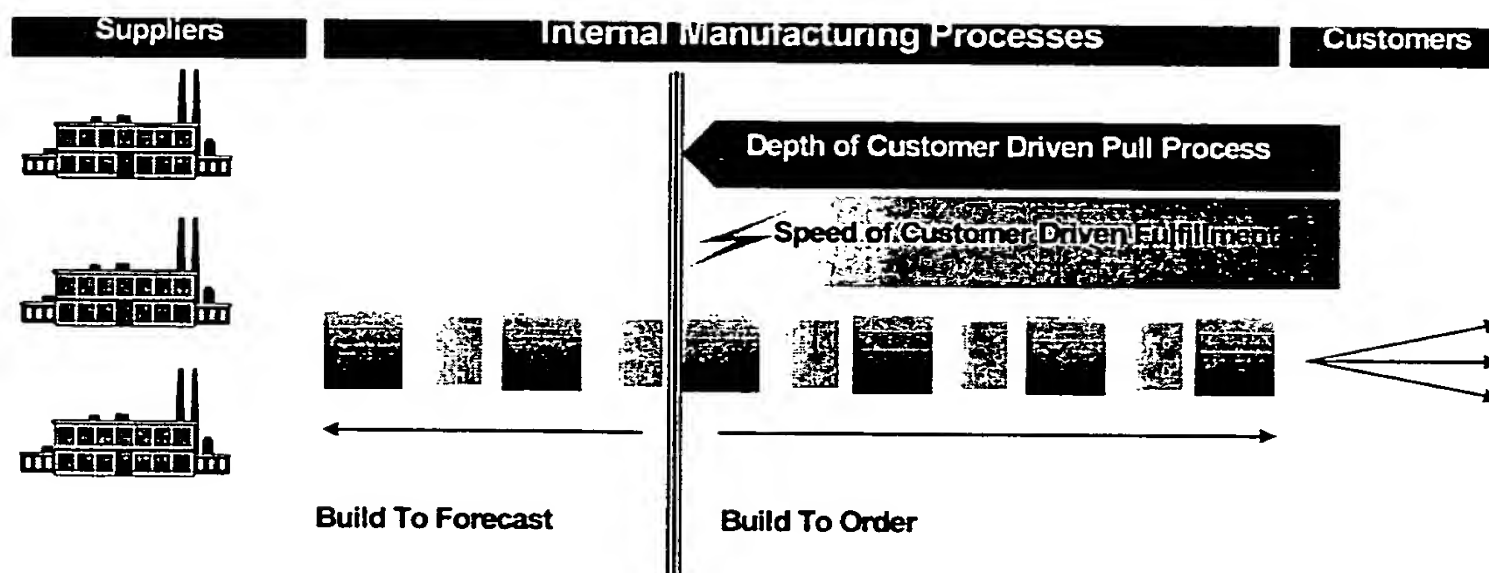 Suppliers
Internal Manufacturing Processes
Customers
Depth of Customer Driven Pull Process
Speed of Customer Driven Fulfillment
Build To Forecast
Build To Order